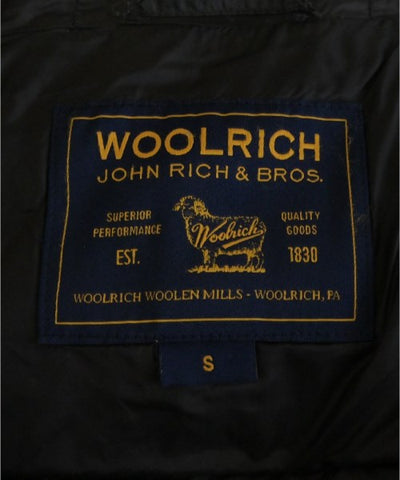 WOOLRICH
JOHN RICH & BROS.
SUPERIOR
PERFORMANCE
EST.
Woolrich
QUALITY
GOODS
1830
WOOLRICH WOOLEN MILLS - WOOLRICH, PA
S